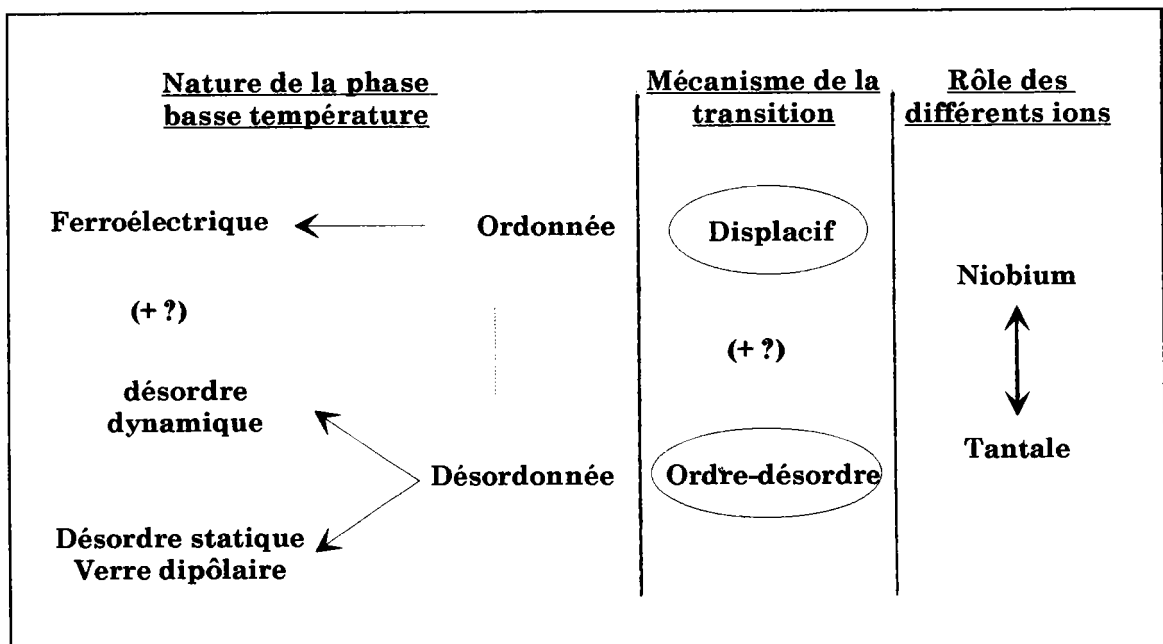 Nature de la phase
basse température
Mécanisme de la
transition
Rôle des
différents ions
Ferroélectrique
Ordonnée
Displacif
Niobium
(+ ?)
(+ ?)
désordre
dynamique
Désordonnée
Ordre-désordre
Tantale
Désordre statique
Verre dipôlaire